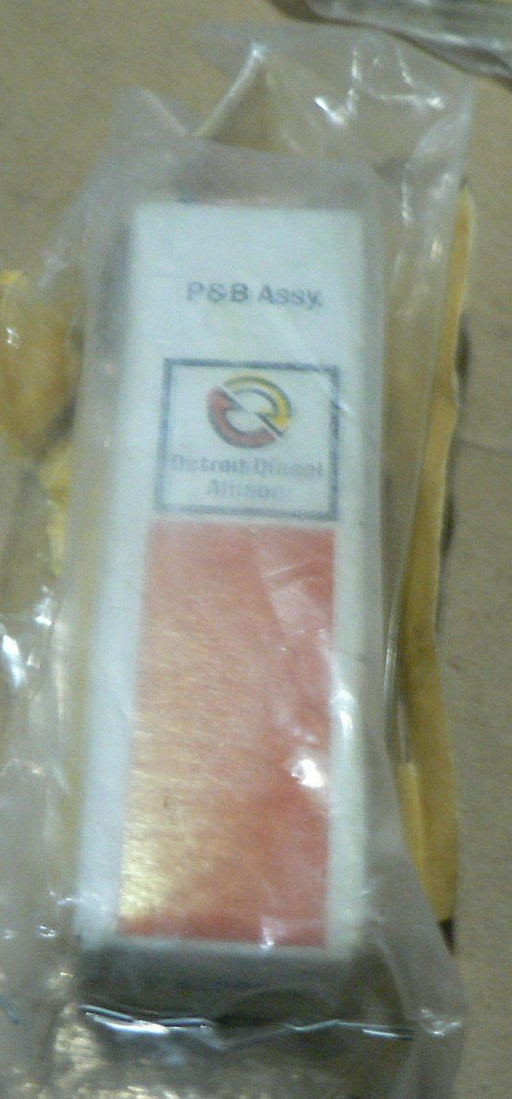 P&B Assy.
Detroit Diesel
Allison